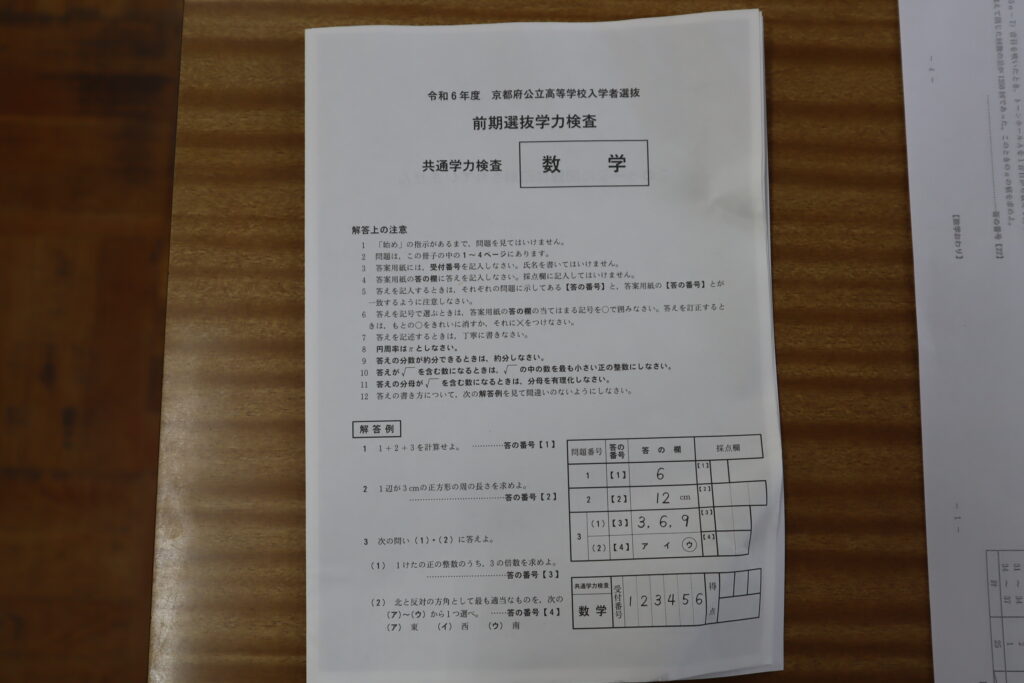 令和6年度 京都府公立高等学校入学者選抜
前期選抜学力検査
共通学力検査 数学
解答上の注意
1 「始め」の指示があるまで、問題を見てはいけません。
2 問題は、この冊子の中の1~4ページにあります。
3 答案用紙には、受付番号を記入しなさい。氏名を書いてはいけません。
4 答案用紙の答の欄に答えを記入しなさい。採点欄に記入してはいけません。
5 答えを記入するときは、それぞれの問題に示してある【答の番号】と、答案用紙の【答の番号】とが
一致するように注意しなさい。
6 答えを記号で選ぶときは、答案用紙の答の欄の当てはまる記号を○で囲みなさい。答えを訂正すると
きは、もとの○をきれいに消すか、それに×をつけなさい。
7 答えを記述するときは、丁寧に書きなさい。
8 円周率はπとしなさい。
9 答えの分数が約分できるときは、約分しなさい。
10 答えが√を含む数になるときは、√の中の数を最も小さい正の整数にしなさい。
11 答えの分母が√を含む数になるときは、分母を有理化しなさい。
12 答えの書き方について、次の解答例を見て間違いのないようにしなさい。
解答例
1 1+2+3を計算せよ。 …………答の番号【1】
2 1辺が3cmの正方形の周の長さを求めよ。
…………………………………答の番号【2】
3 次の問い(1)・(2)に答えよ。
(1) 1けたの正の整数のうち、3の倍数を求めよ。
……………………………答の番号【3】
(2) 北と反対の方角として最も適当なものを、次の
(ア)~(ウ)から1つ選べ。 ……答の番号【4】
(ア) 東 (イ) 西 (ウ) 南
問題番号 答の番号 答の欄 採点欄
1 【1】 6 【1】
2 【2】 12 cm 【2】
3 (1) 【3】 3, 6, 9 【3】
(2) 【4】 ア イ ウ 【4】
共通学力検査 数学 受付番号 1 2 3 4 5 6 得点
答の番号【22】
【数学おわり】
― 4 ―
― 1 ―